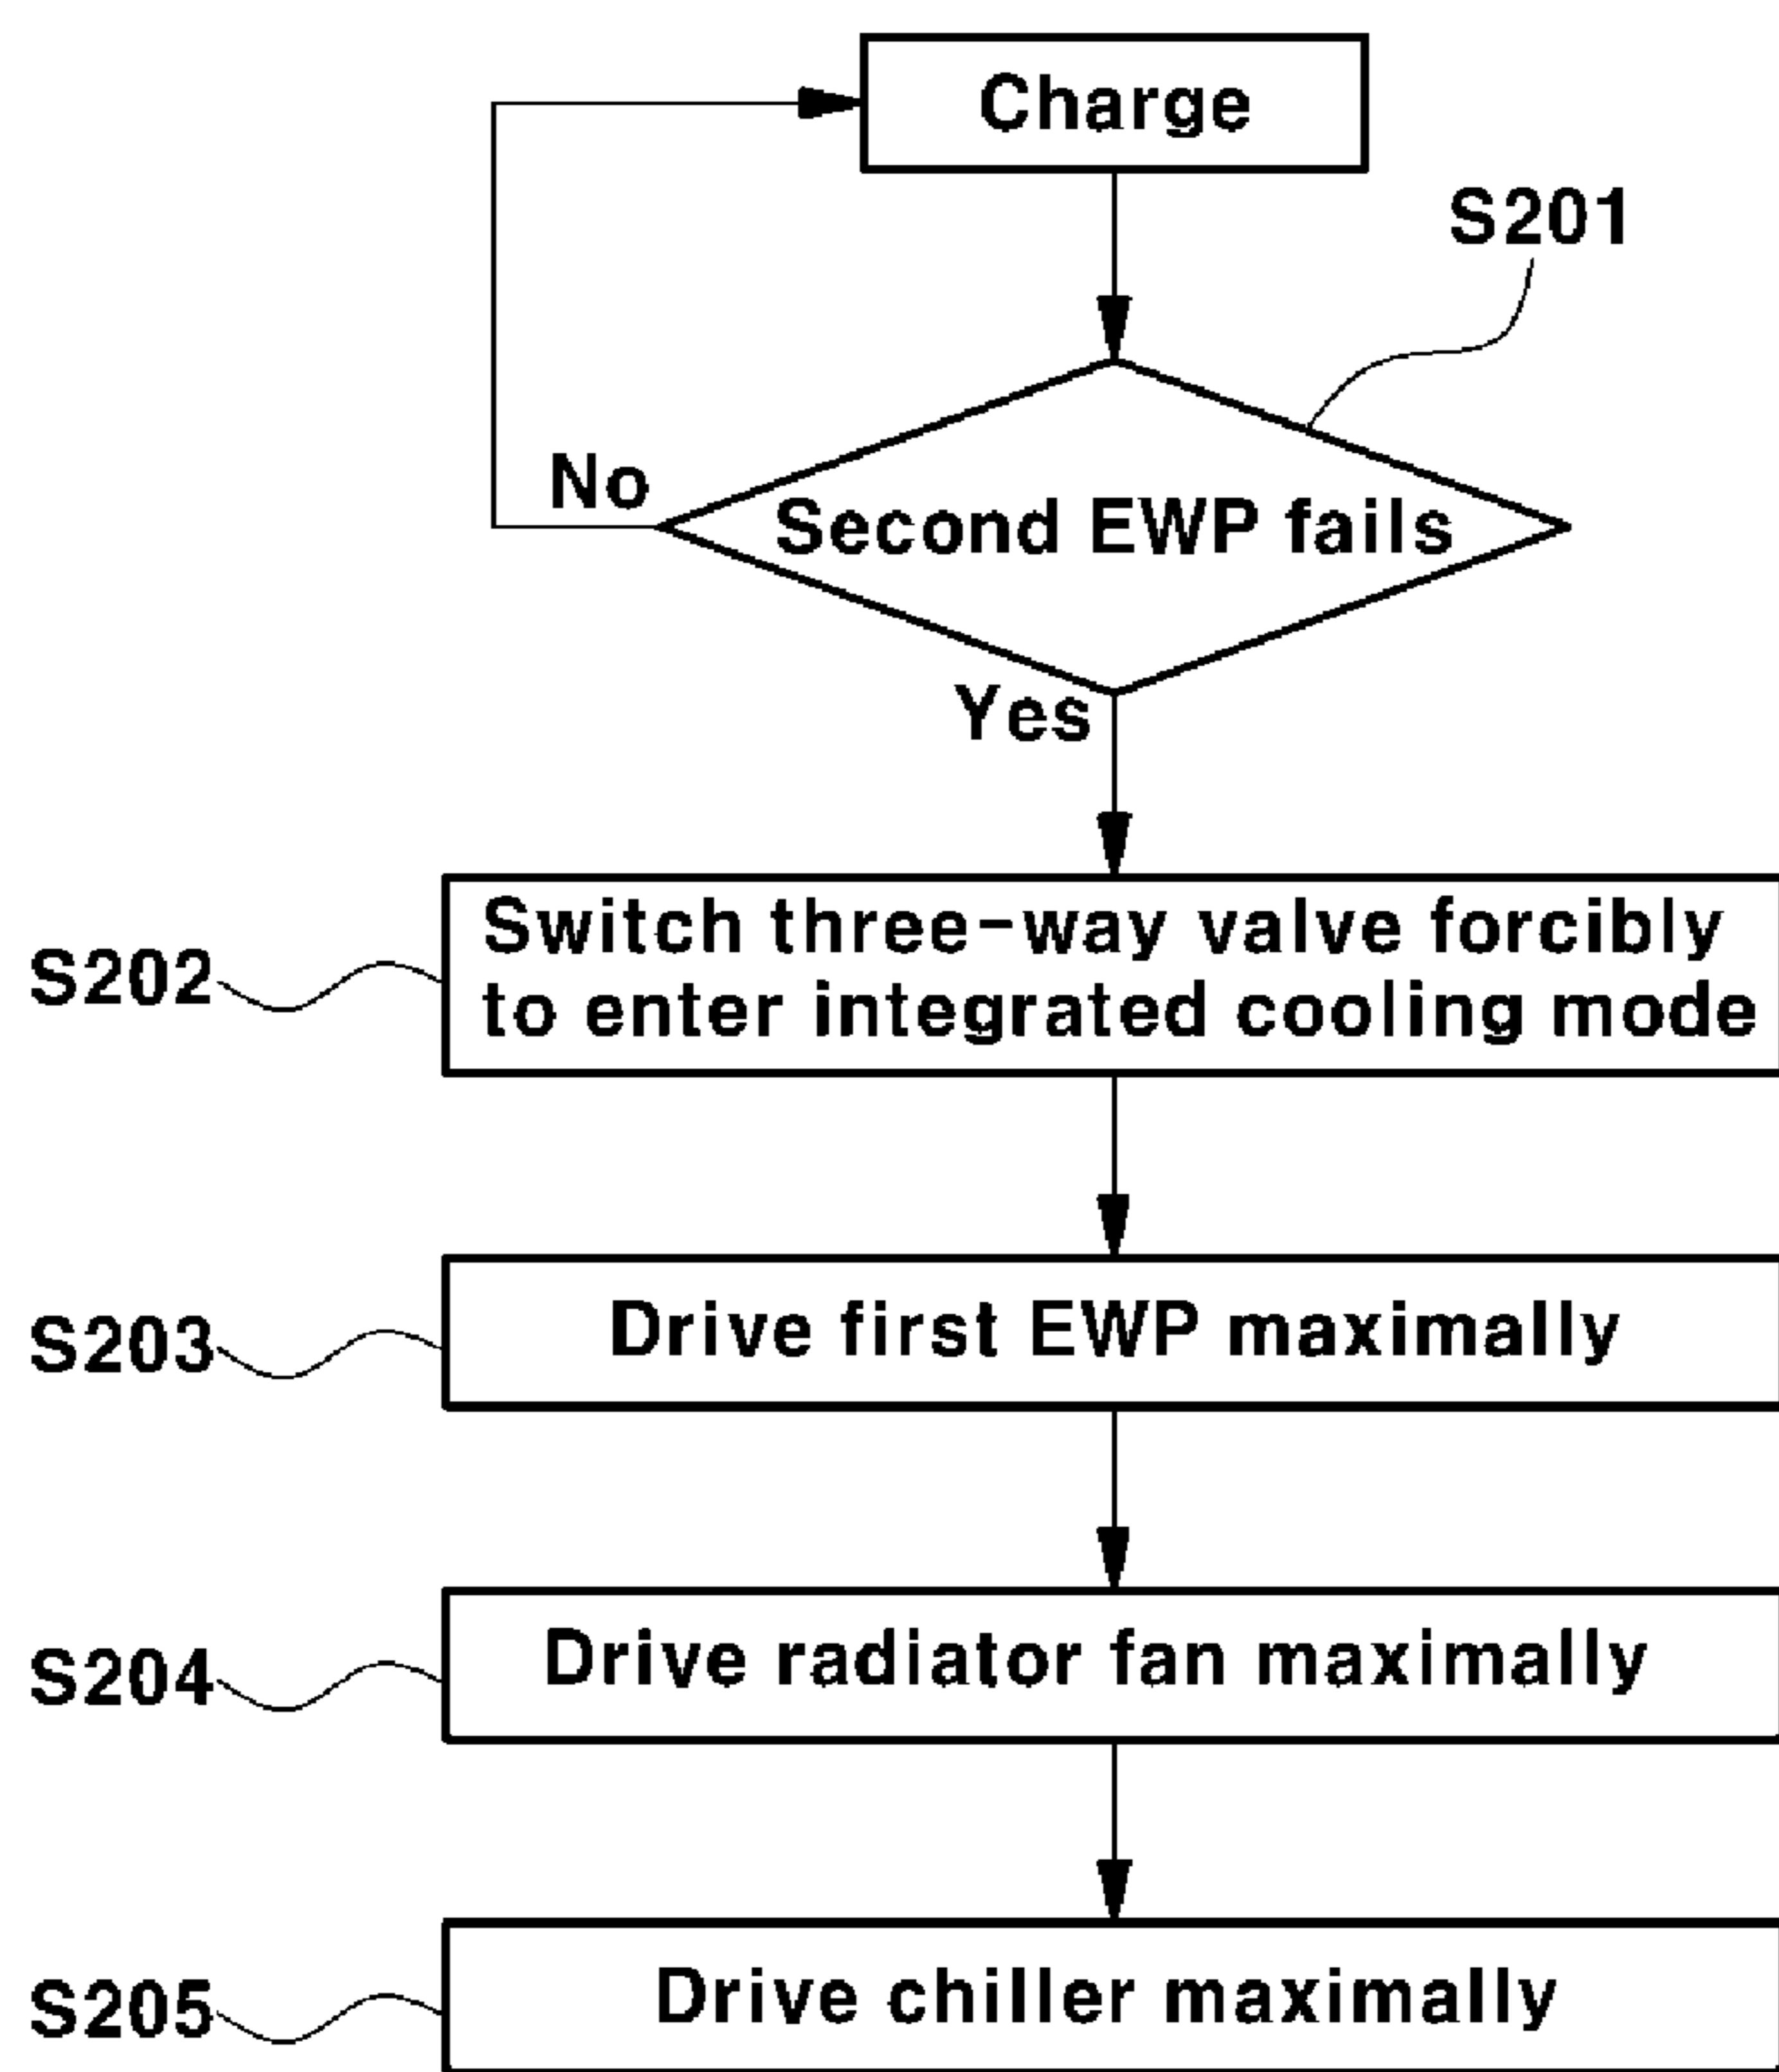 Charge
S201
No
Second EWP fails
Yes
S202
Switch three-way valve forcibly
to enter integrated cooling mode
S203
Drive first EWP maximally
S204
Drive radiator fan maximally
S205
Drive chiller maximally